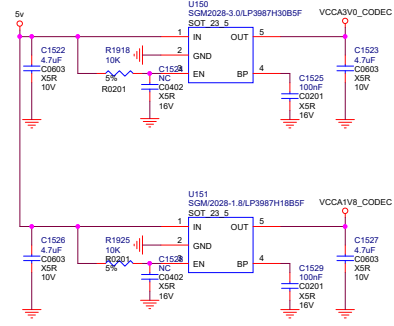 5v
U150
SGM2028-3.0/LP3987H30B5F
SOT_23_5
VCCA3V0_CODEC
1
IN
OUT
5
2
GND
3
EN
BP
4
C1522
4.7uF
C0603
X5R
10V
R1918
10K
5%
R0201
C1524
NC
C0402
X5R
16V
C1525
100nF
C0201
X5R
16V
C1523
4.7uF
C0603
X5R
10V
U151
SGM/2028-1.8/LP3987H18B5F
SOT_23_5
VCCA1V8_CODEC
1
IN
OUT
5
2
GND
3
EN
BP
4
C1526
4.7uF
C0603
X5R
10V
R1925
10K
R0201
5%
NC
C0402
X5R
16V
C1529
100nF
C0201
X5R
16V
C1527
4.7uF
C0603
X5R
10V